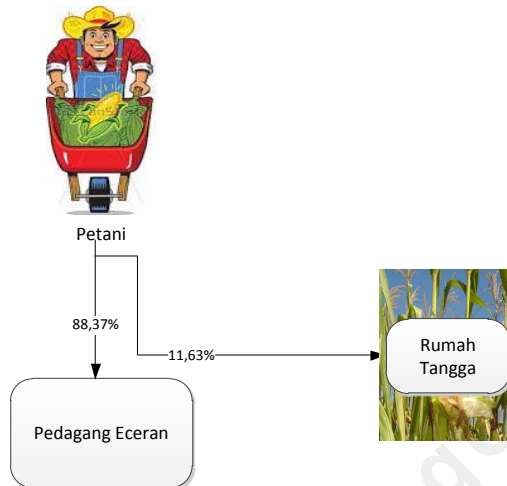 Petani
88,37%
11,63%
Rumah
Tangga
Pedagang Eceran